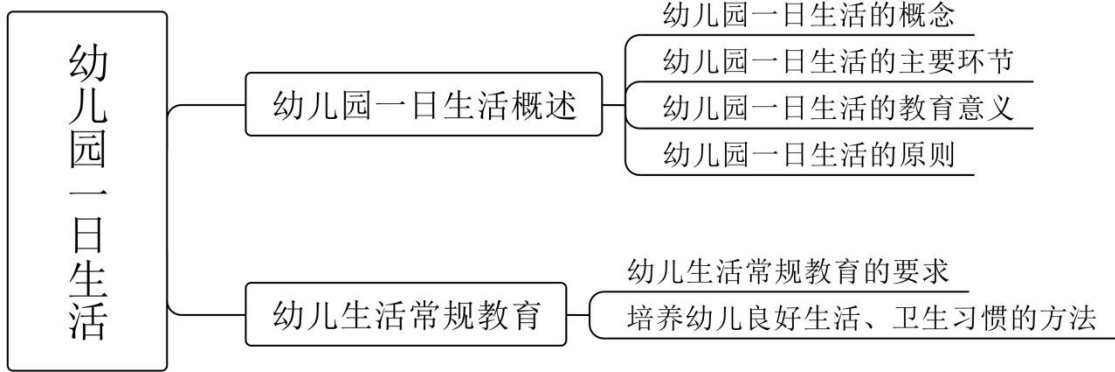 幼儿园一日生活
幼儿园一日生活概述
幼儿园一日生活的概念
幼儿园一日生活的主要环节
幼儿园一日生活的教育意义
幼儿园一日生活的原则
幼儿生活常规教育
幼儿生活常规教育的要求
培养幼儿良好生活、卫生习惯的方法